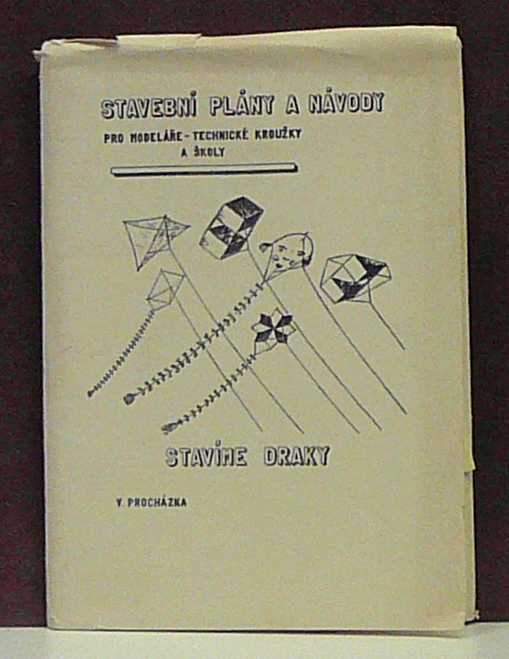 STAVEBNÍ PLÁNY A NÁVODY
PRO MODELÁŘE - TECHNICKÉ KROUŽKY
A ŠKOLY
STAVÍME DRAKY
V. PROCHÁZKA